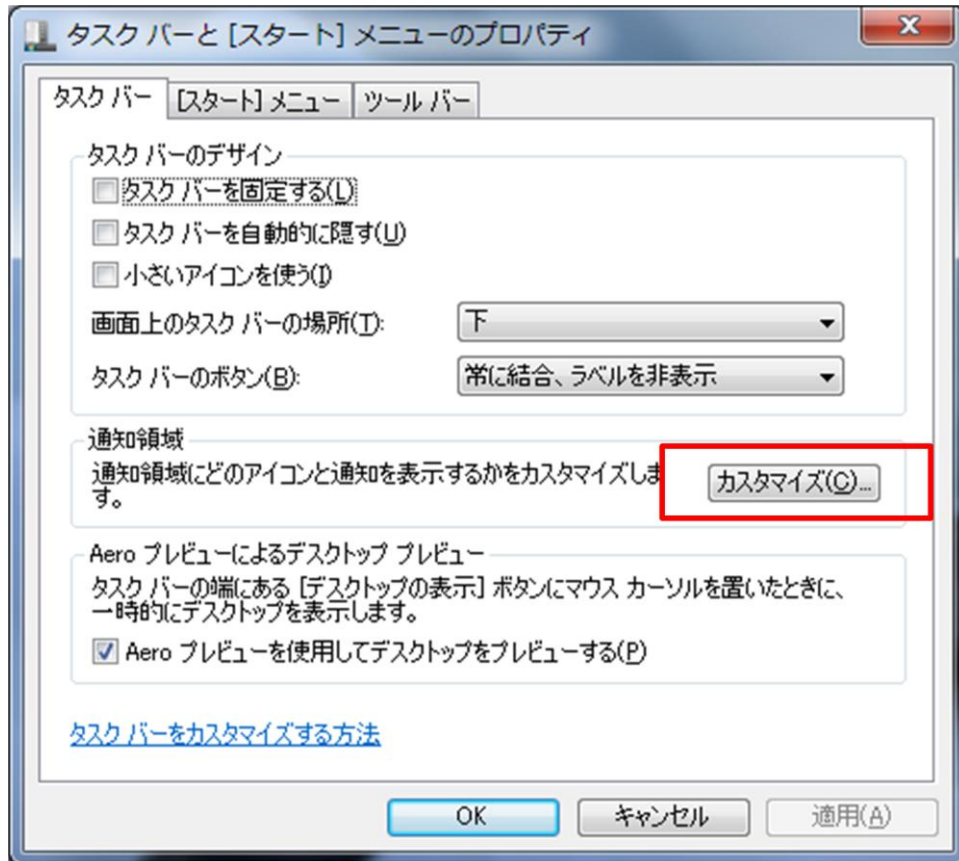 タスク バーと [スタート] メニューのプロパティ
タスク バー
[スタート] メニュー
ツール バー
タスク バーのデザイン
タスク バーを固定する(L)
タスク バーを自動的に隠す(U)
小さいアイコンを使う(I)
画面上のタスク バーの場所(T):
下
タスク バーのボタン(B):
常に結合、ラベルを非表示
通知領域
通知領域にどのアイコンと通知を表示するかをカスタマイズしま
す。
カスタマイズ(C)...
Aero プレビューによるデスクトップ プレビュー
タスク バーの端にある [デスクトップの表示] ボタンにマウス カーソルを置いたときに、
一時的にデスクトップを表示します。
Aero プレビューを使用してデスクトップをプレビューする(P)
タスク バーをカスタマイズする方法
OK
キャンセル
適用(A)